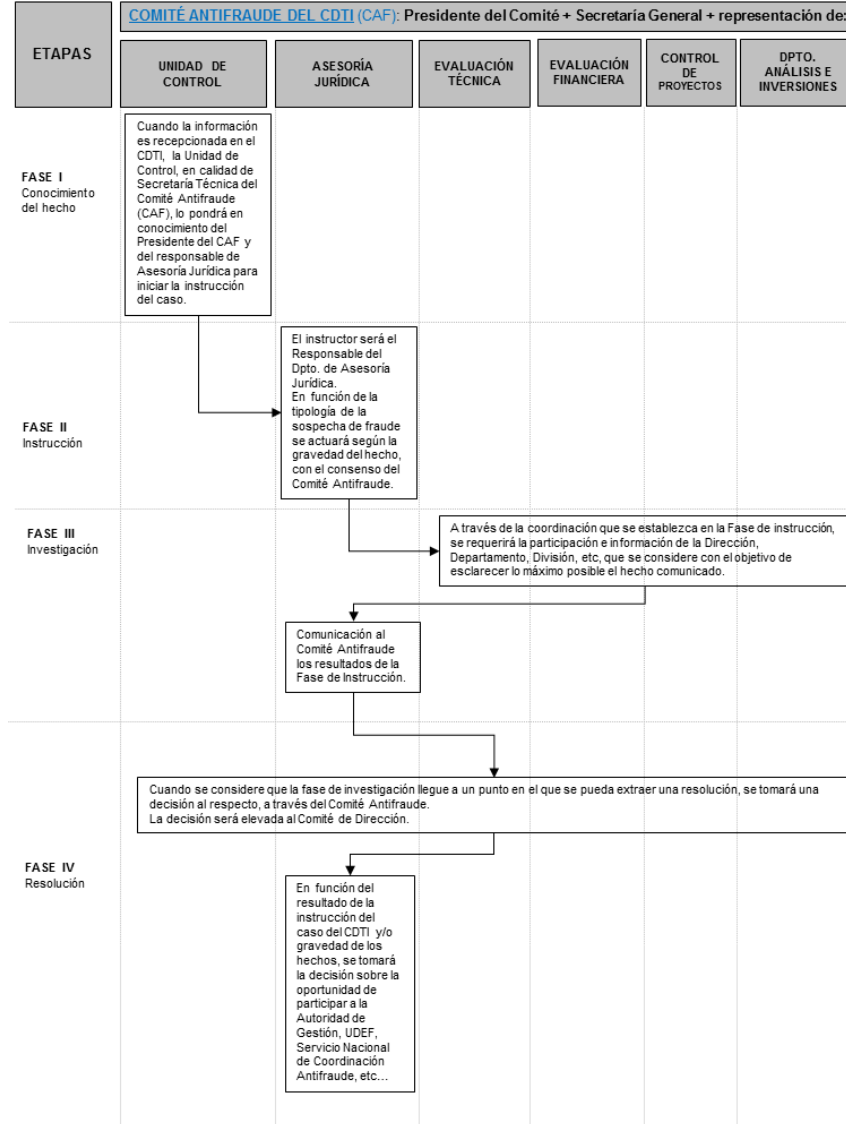 COMITÉ ANTIFRAUDE DEL CDTI (CAF): Presidente del Comité + Secretaría General + representación de:
ETAPAS
UNIDAD DE
CONTROL
ASESORÍA
JURÍDICA
EVALUACIÓN
TÉCNICA
EVALUACIÓN
FINANCIERA
CONTROL
DE
PROYECTOS
DPTO.
ANÁLISIS E
INVERSIONES
FASE I
Conocimiento
del hecho
Cuando la información
es recepcionada en el
CDTI, la Unidad de
Control, en calidad de
Secretaría Técnica del
Comité Antifraude
(CAF), lo pondrá en
conocimiento del
Presidente del CAF y
del responsable de
Asesoría Jurídica para
iniciar la instrucción
del caso.
FASE II
Instrucción
El instructor será el
Responsable del
Dpto. de Asesoría
Jurídica.
En función de la
tipología de la
sospecha de fraude
se actuará según la
gravedad del hecho,
con el consenso del
Comité Antifraude.
FASE III
Investigación
A través de la coordinación que se establezca en la Fase de instrucción,
se requerirá la participación e información de la Dirección,
Departamento, División, etc, que se considere con el objetivo de
esclarecer lo máximo posible el hecho comunicado.
Comunicación al
Comité Antifraude
los resultados de la
Fase de Instrucción.
FASE IV
Resolución
Cuando se considere que la fase de investigación llegue a un punto en el que se pueda extraer una resolución, se tomará una
decisión al respecto, a través del Comité Antifraude.
La decisión será elevada al Comité de Dirección.
En función del
resultado de la
instrucción del
caso del CDTI y/o
gravedad de los
hechos, se tomará
la decisión sobre la
oportunidad de
participar a la
Autoridad de
Gestión, UDEF,
Servicio Nacional
de Coordinación
Antifraude, etc...